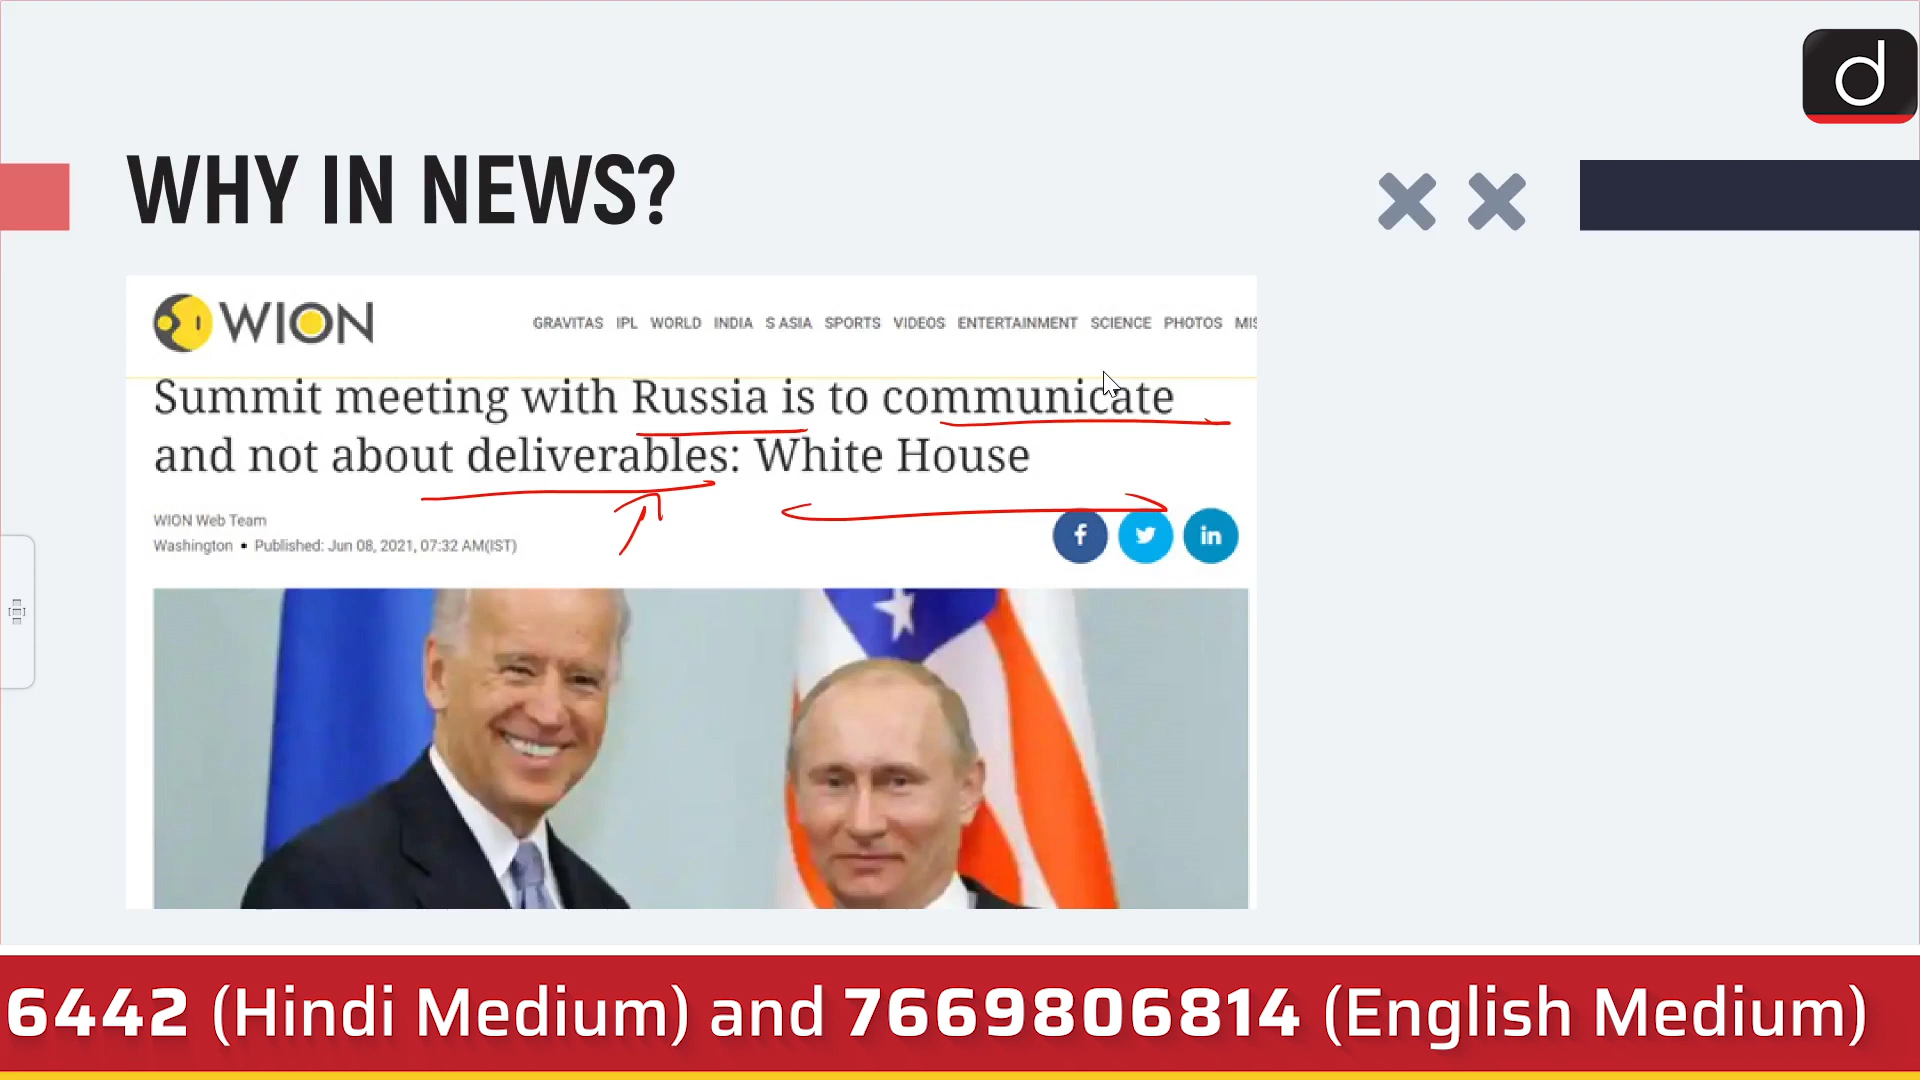 d
WHY IN NEWS?
WION
GRAVITAS IPL WORLD INDIA S ASIA SPORTS VIDEOS ENTERTAINMENT SCIENCE PHOTOS MIS
Summit meeting with Russia is to communicate
and not about deliverables: White House
WION Web Team
Washington • Published: Jun 08, 2021, 07:32 AM(IST)
f
in
6442 (Hindi Medium) and 7669806814 (English Medium)